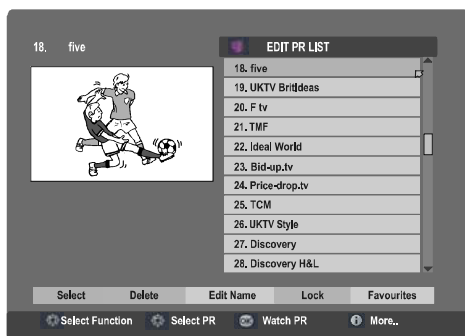 18. five
EDIT PR LIST
18. five
19. UKTV BritIdeas
20. F tv
21. TMF
22. Ideal World
23. Bid-up.tv
24. Price-drop.tv
25. TCM
26. UKTV Style
27. Discovery
28. Discovery H&L
Select Delete Edit Name Lock Favourites
Select Function Select PR OK Watch PR i More..